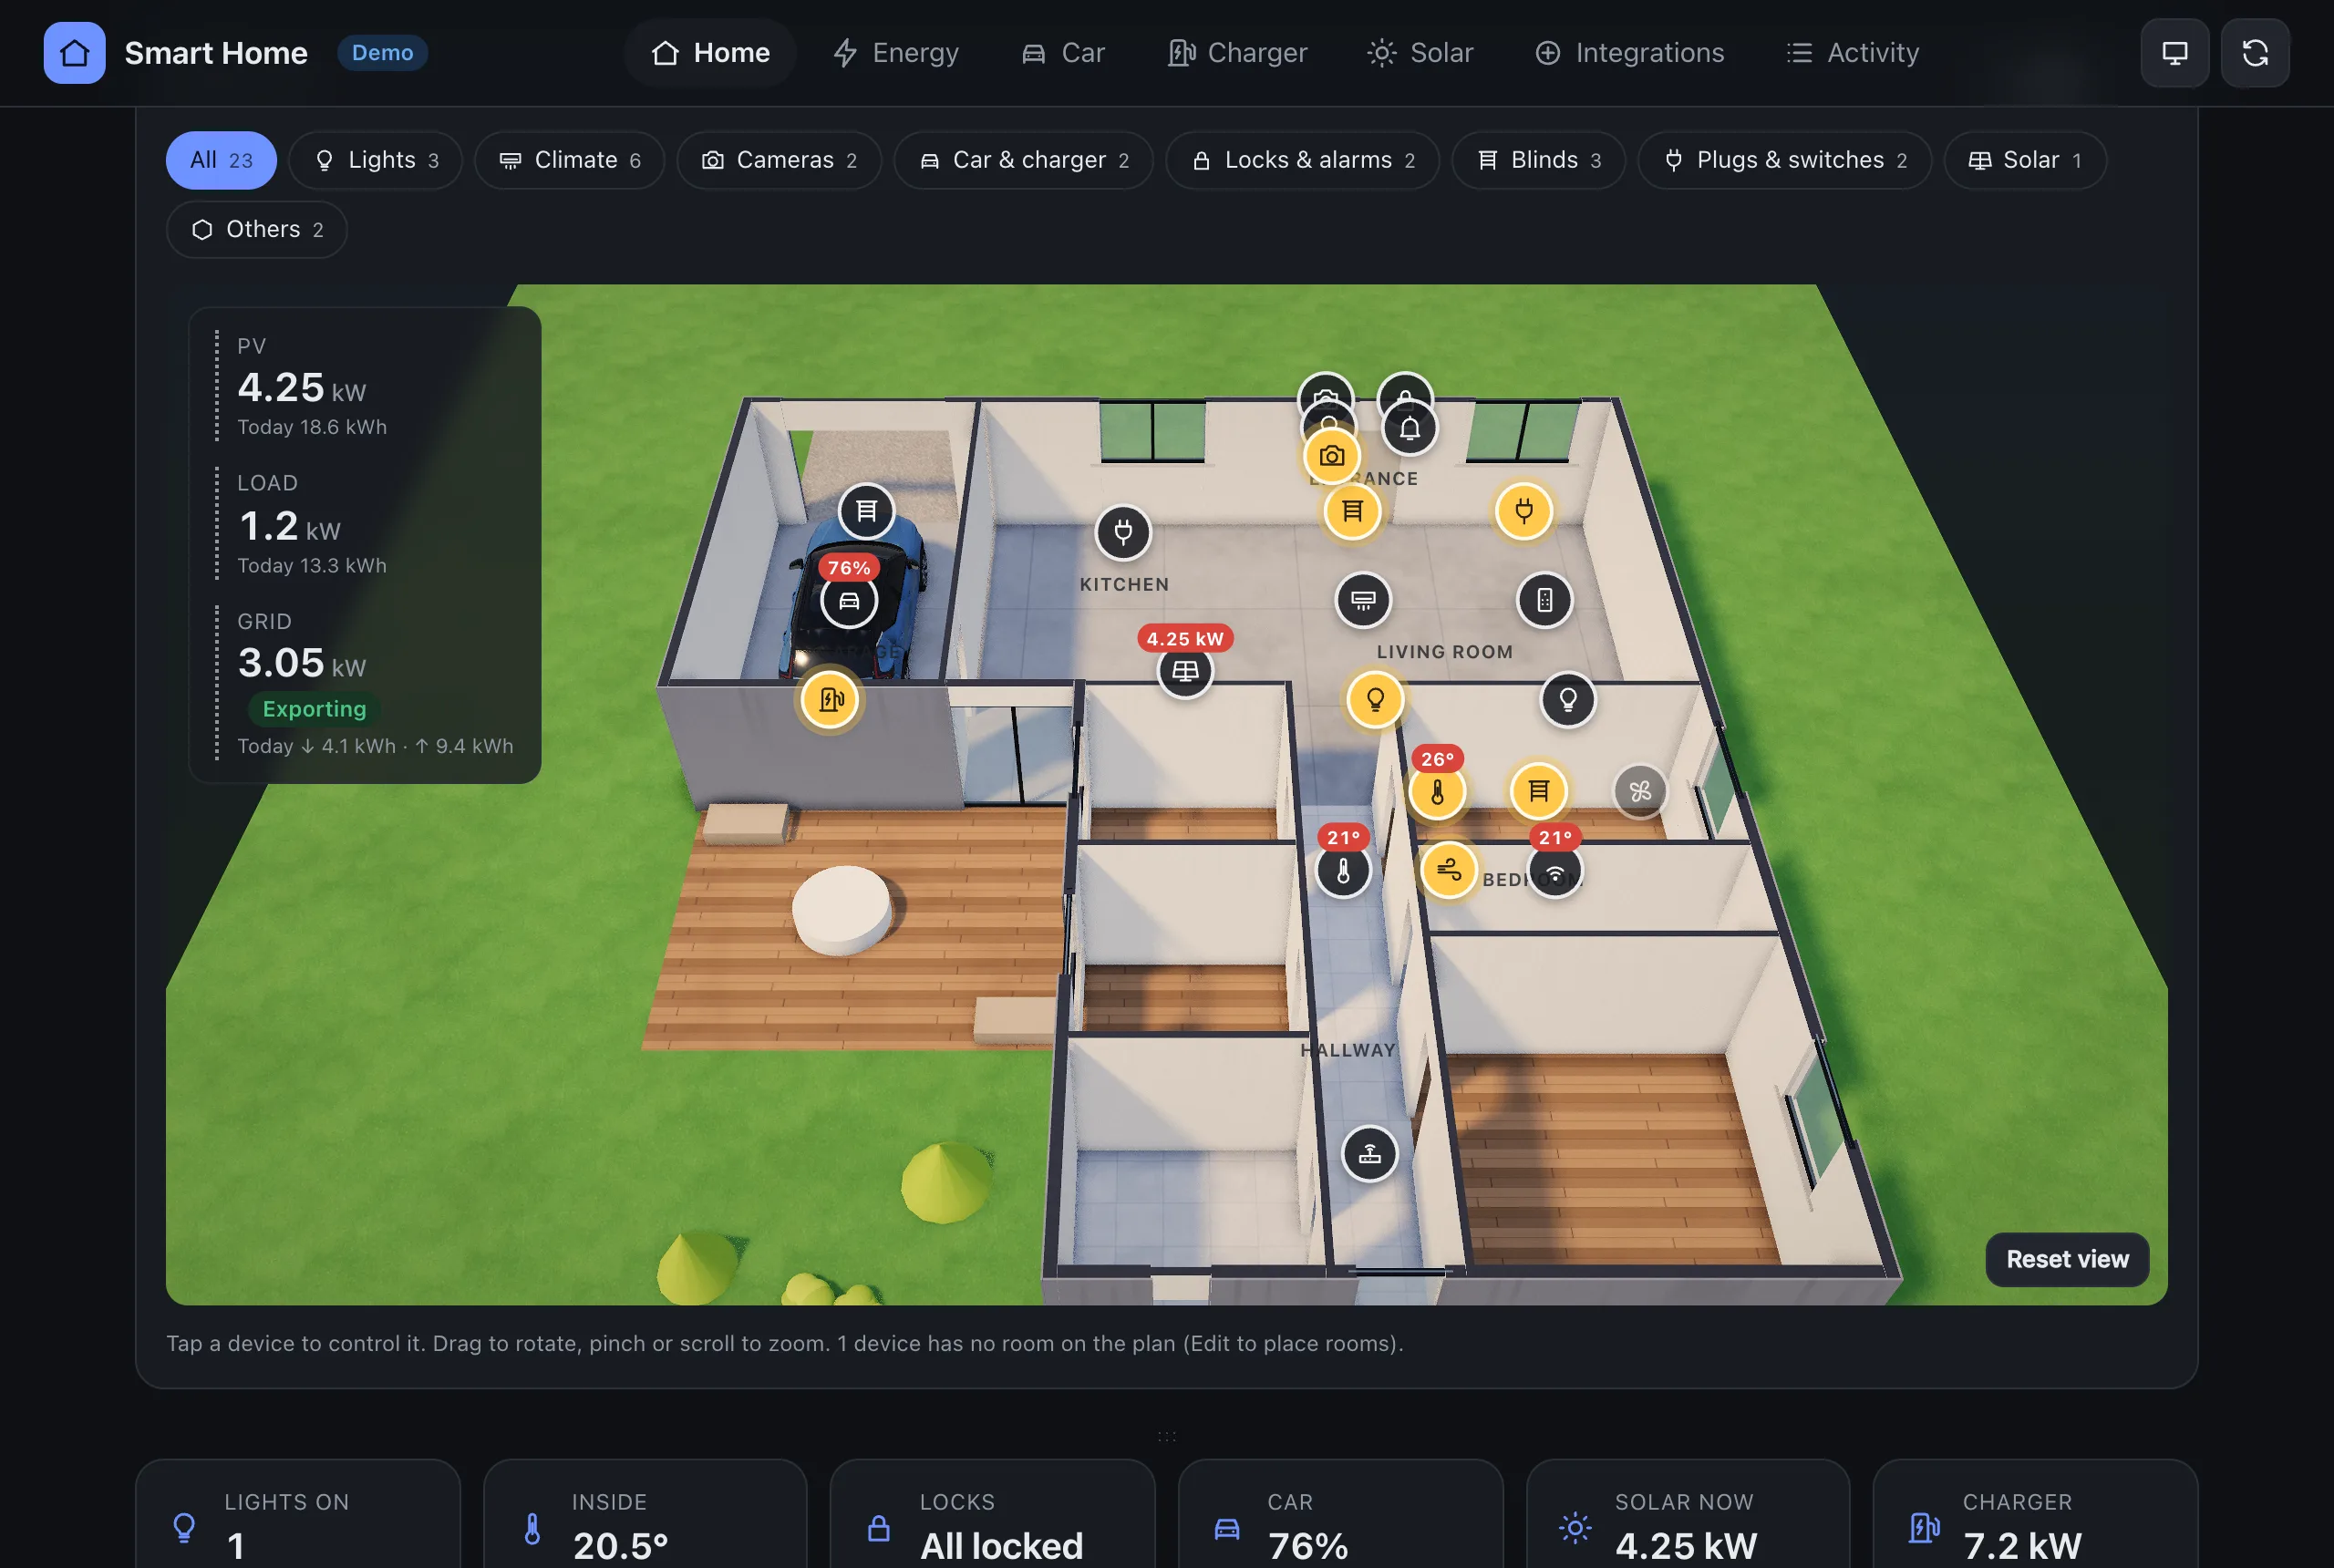 Smart Home
Demo
Home
Energy
Car
Charger
Solar
Integrations
Activity
All 23
Lights 3
Climate 6
Cameras 2
Car & charger 2
Locks & alarms 2
Blinds 3
Plugs & switches 2
Solar 1
Others 2
PV
4.25 kW
Today 18.6 kWh
LOAD
1.2 kW
Today 13.3 kWh
GRID
3.05 kW
Exporting
Today ↓ 4.1 kWh · ↑ 9.4 kWh
76%
KITCHEN
4.25 kW
LIVING ROOM
26°
21°
21°
HALLWAY
Reset view
Tap a device to control it. Drag to rotate, pinch or scroll to zoom. 1 device has no room on the plan (Edit to place rooms).
LIGHTS ON
1
INSIDE
20.5°
LOCKS
All locked
CAR
76%
SOLAR NOW
4.25 kW
CHARGER
7.2 kW